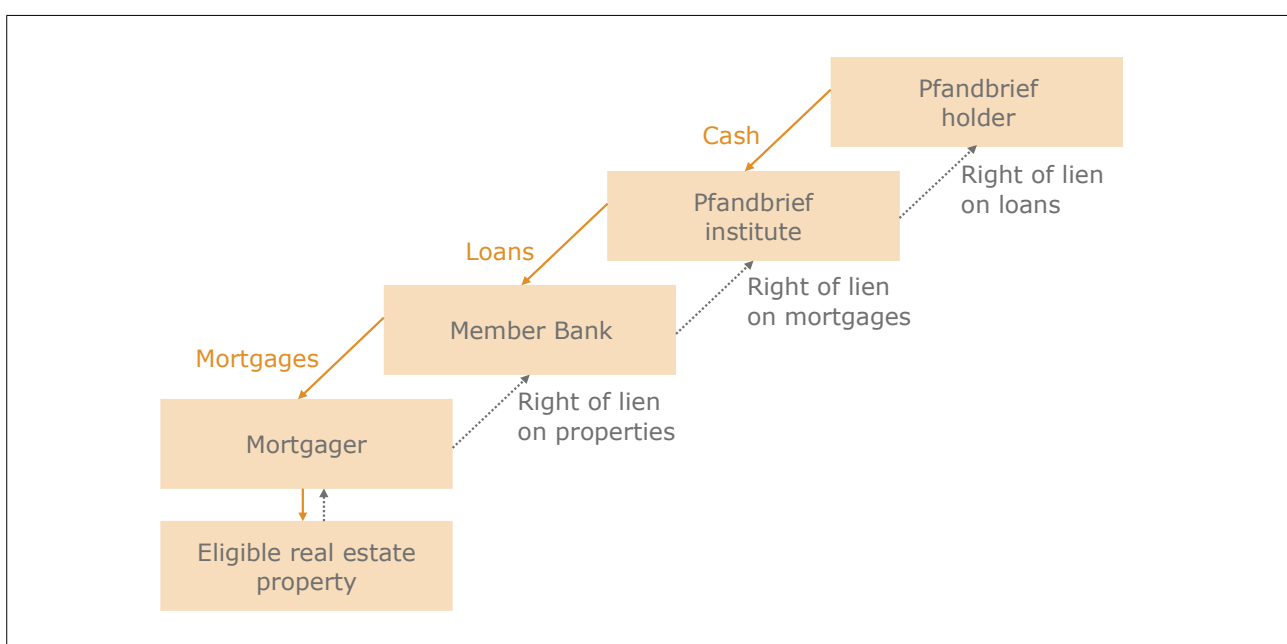 Pfandbrief
holder
Cash
Right of lien
on loans
Pfandbrief
institute
Loans
Right of lien
on mortgages
Member Bank
Mortgages
Right of lien
on properties
Mortgager
Eligible real estate
property